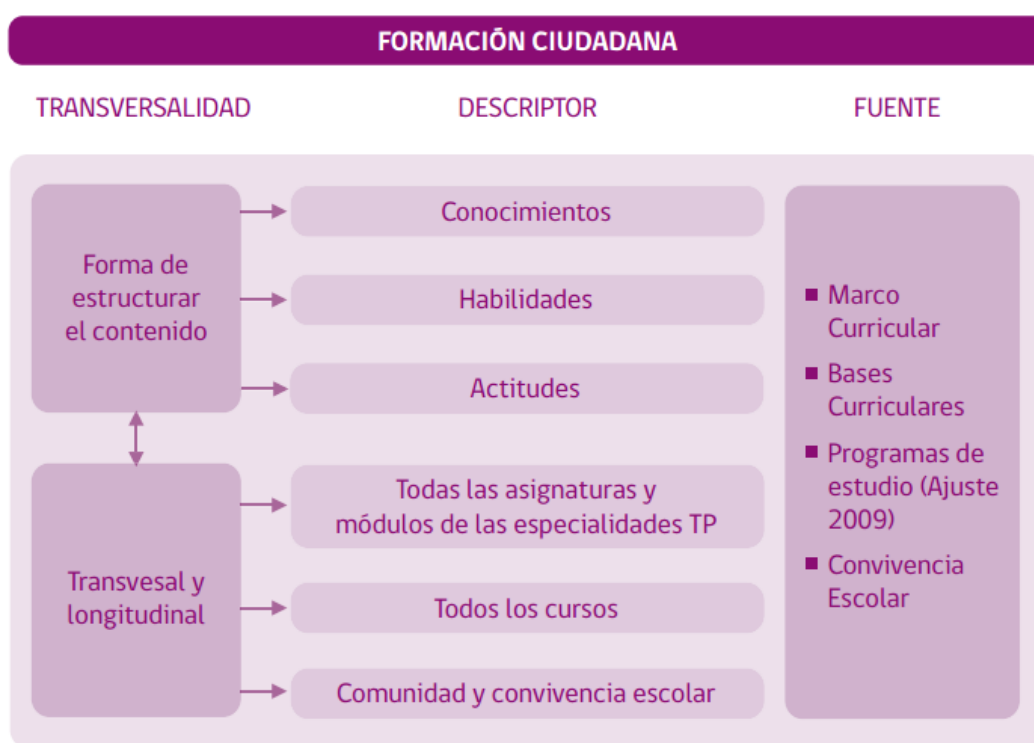 FORMACIÓN CIUDADANA
TRANSVERSALIDAD
DESCRIPTOR
FUENTE
Forma de
estructurar
el contenido
Conocimientos
Habilidades
Actitudes
Transvesal y
longitudinal
Todas las asignaturas y
módulos de las especialidades TP
Todos los cursos
Comunidad y convivencia escolar
Marco
Curricular
Bases
Curriculares
Programas de
estudio (Ajuste
2009)
Convivencia
Escolar